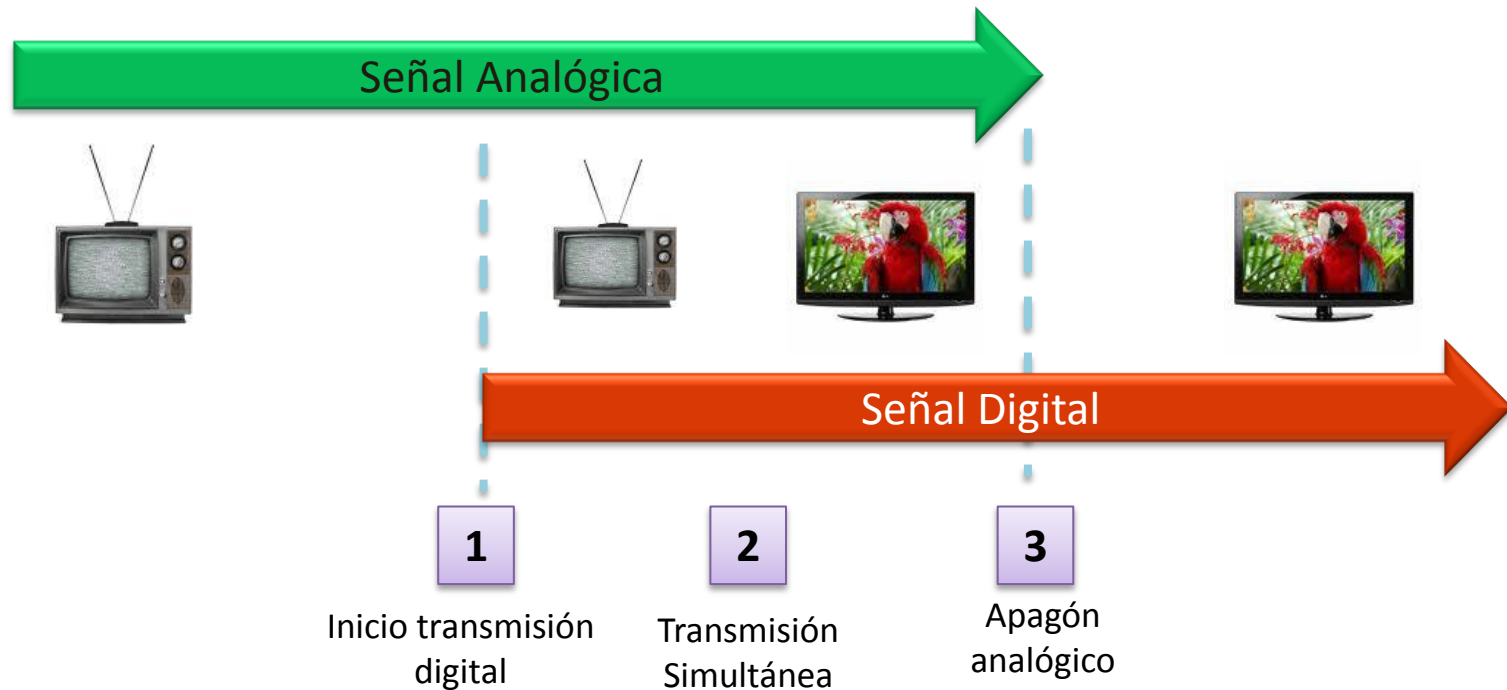 Señal Analógica
Señal Digital
1
Inicio transmisión
digital
2
Transmisión
Simultánea
3
Apagón
analógico